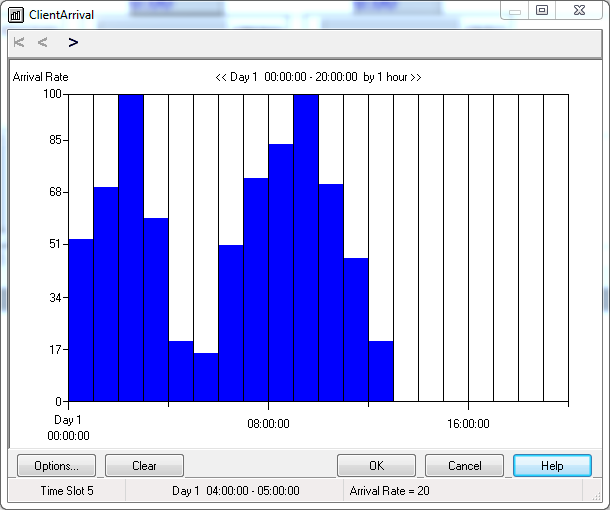 ClientArrival
Arrival Rate
<< Day 1 00:00:00 - 20:00:00 by 1 hour >>
100
85
68
51
34
17
0
Day 1
00:00:00
08:00:00
16:00:00
Options...
Clear
OK
Cancel
Help
Time Slot 5
Day 1 04:00:00 - 05:00:00
Arrival Rate = 20